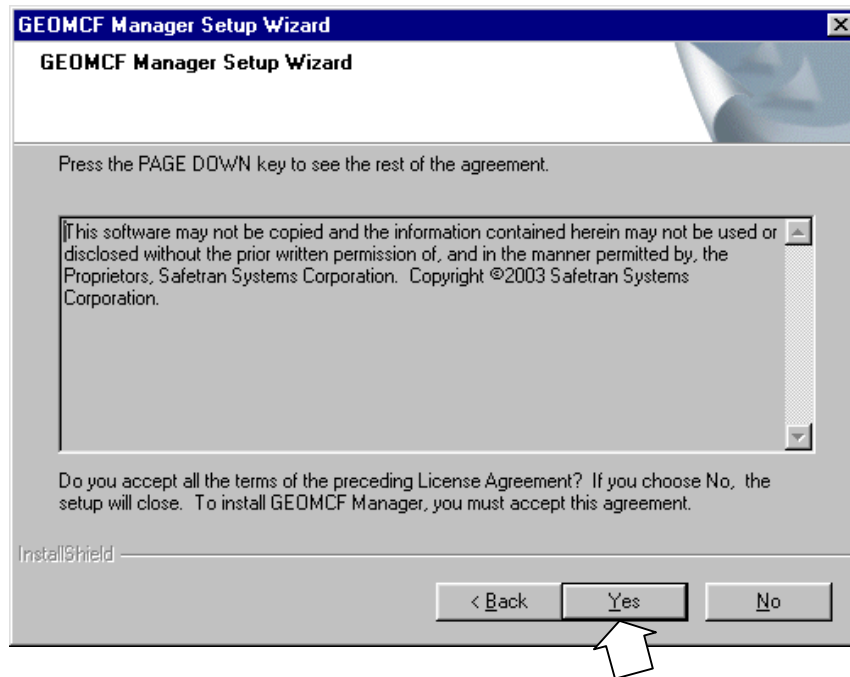 GEOMCF Manager Setup Wizard
GEOMCF Manager Setup Wizard
Press the PAGE DOWN key to see the rest of the agreement.
This software may not be copied and the information contained herein may not be used or
disclosed without the prior written permission of, and in the manner permitted by, the
Proprietors, Safetran Systems Corporation.  Copyright ©2003 Safetran Systems
Corporation.
Do you accept all the terms of the preceding License Agreement?  If you choose No,  the
setup will close.  To install GEOMCF Manager, you must accept this agreement.
InstallShield
< Back
Yes
No